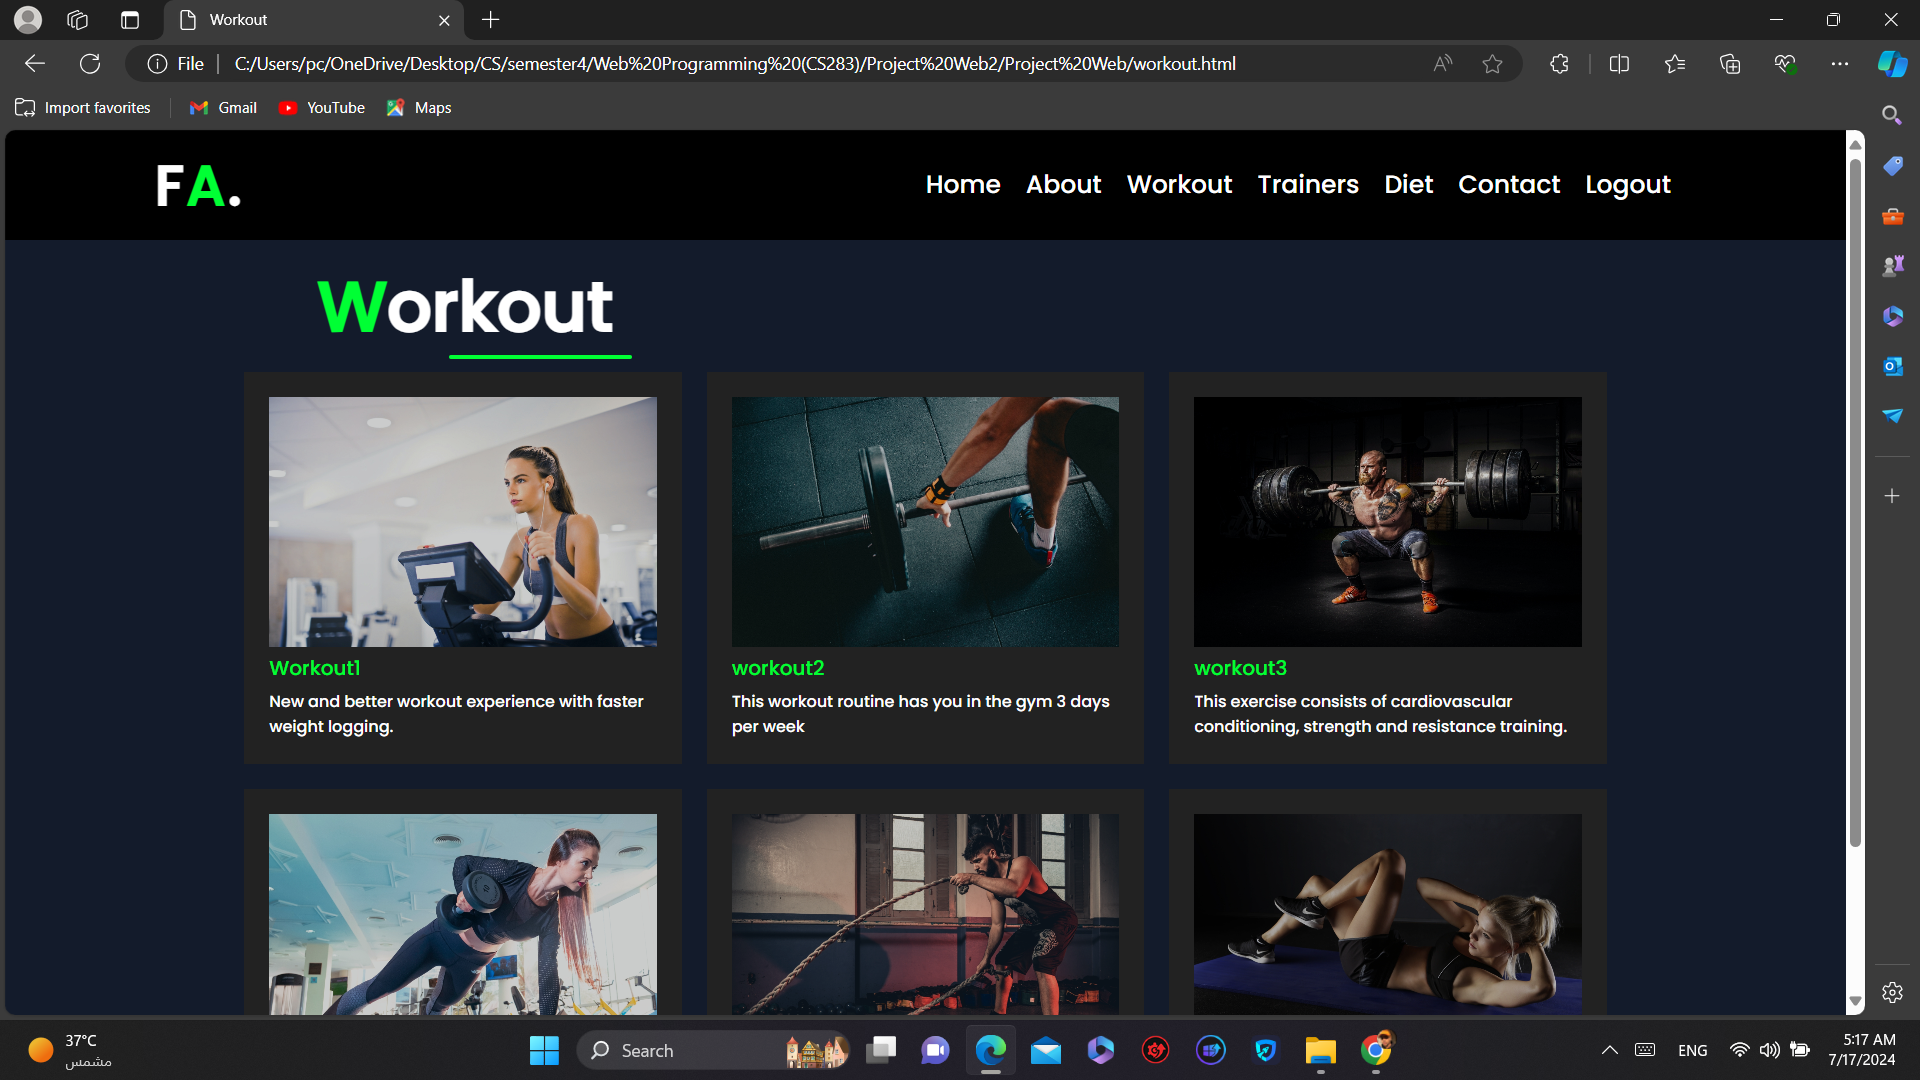 Workout
File
C:/Users/pc/OneDrive/Desktop/CS/semester4/Web%20Programming%20(CS283)/Project%20Web2/Project%20Web/workout.html
Import favorites
Gmail
YouTube
Maps
FA.
Home About Workout Trainers Diet Contact Logout
Workout
Workout1
New and better workout experience with faster
weight logging.
workout2
This workout routine has you in the gym 3 days
per week
workout3
This exercise consists of cardiovascular
conditioning, strength and resistance training.
37°C
مشمس
Search
ENG
5:17 AM
7/17/2024